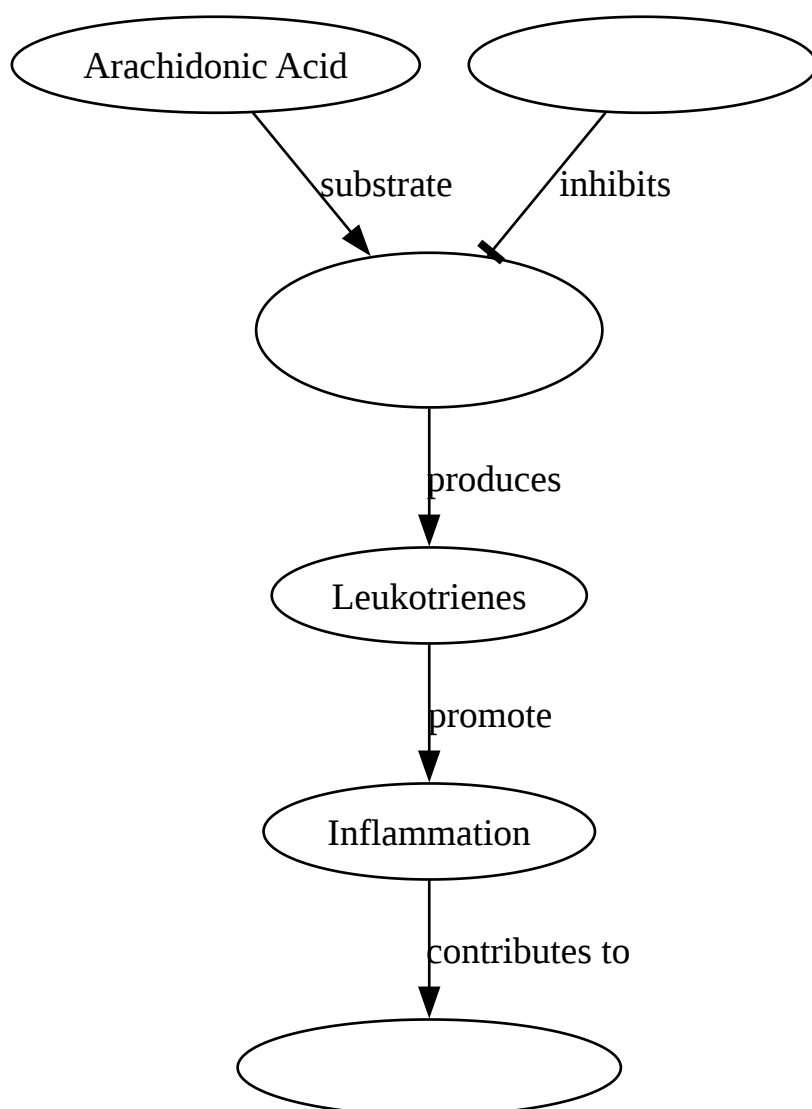 Arachidonic Acid
substrate
inhibits
produces
Leukotrienes
promote
Inflammation
contributes to